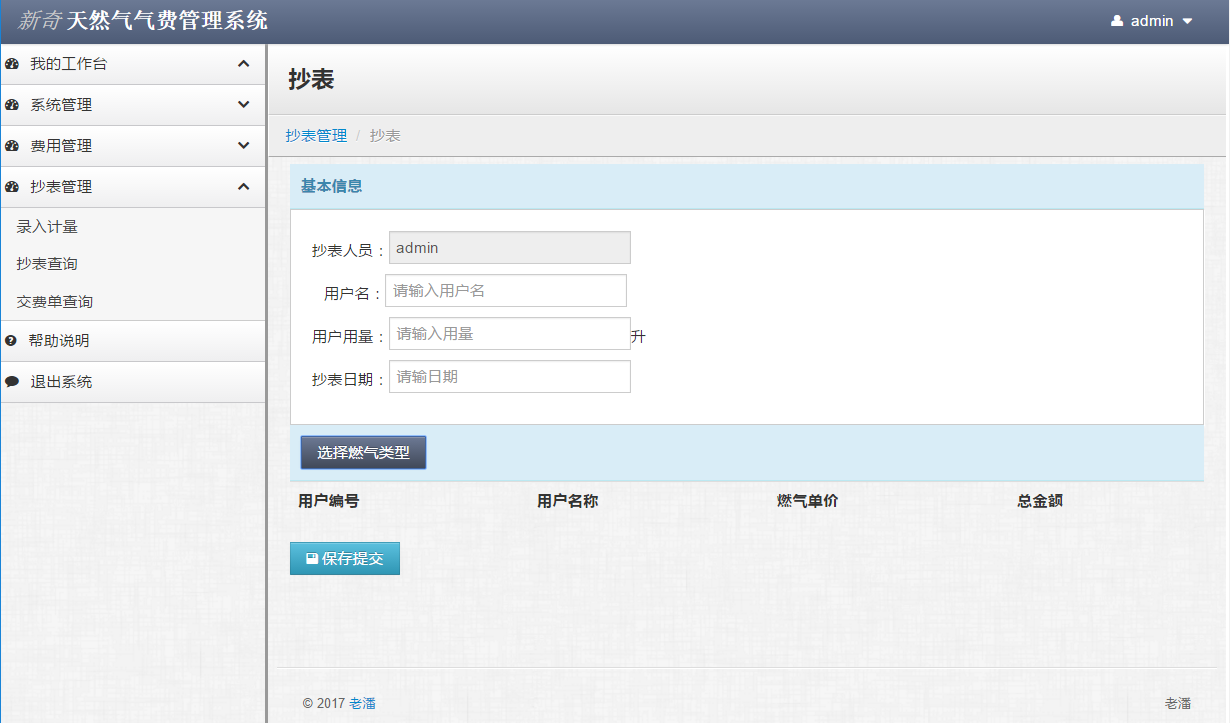 新奇 天然气气费管理系统
admin
我的工作台
系统管理
费用管理
抄表管理
录入计量
抄表查询
交费单查询
帮助说明
退出系统
抄表
抄表管理 / 抄表
基本信息
抄表人员： admin
用户名： 请输入用户名
用户用量： 请输入用量 升
抄表日期： 请输日期
选择燃气类型
用户编号 用户名称 燃气单价 总金额
保存提交
© 2017 老潘
老潘